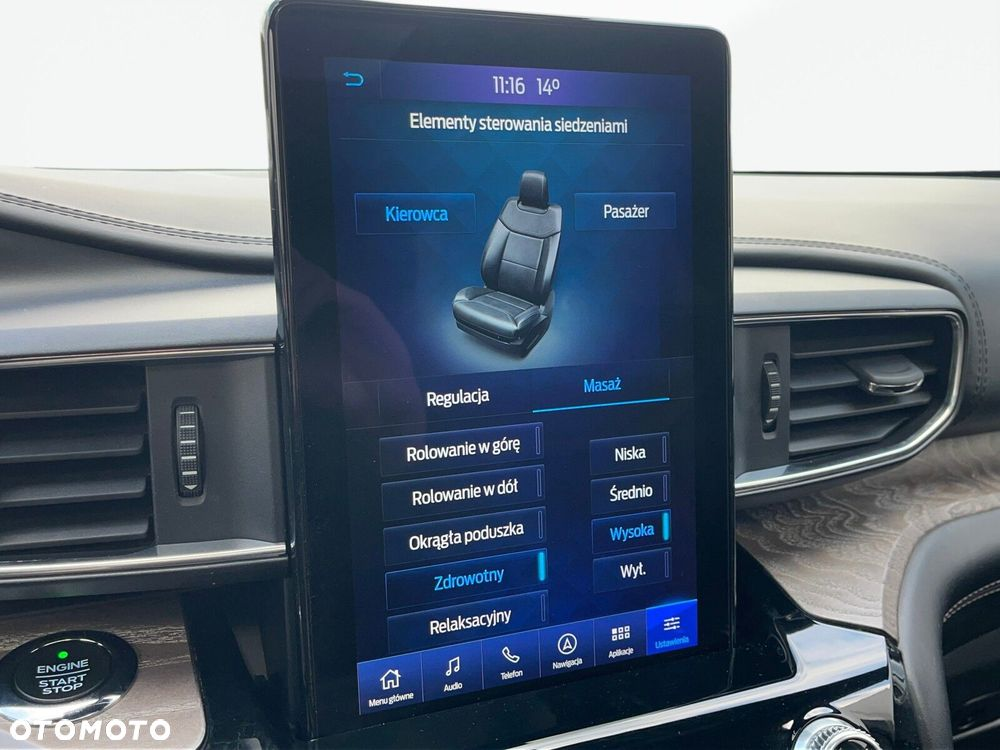 11:16 14°
Elementy sterowania siedzeniami
Kierowca
Pasażer
Regulacja
Masaż
Rolowanie w górę
Rolowanie w dół
Okrągła poduszka
Zdrowotny
Relaksacyjny
Niska
Średnio
Wysoka
Wył.
Menu główne
Audio
Telefon
Nawigacja
Aplikacje
Ustawienia
ENGINE
START
STOP
OTOMOTO